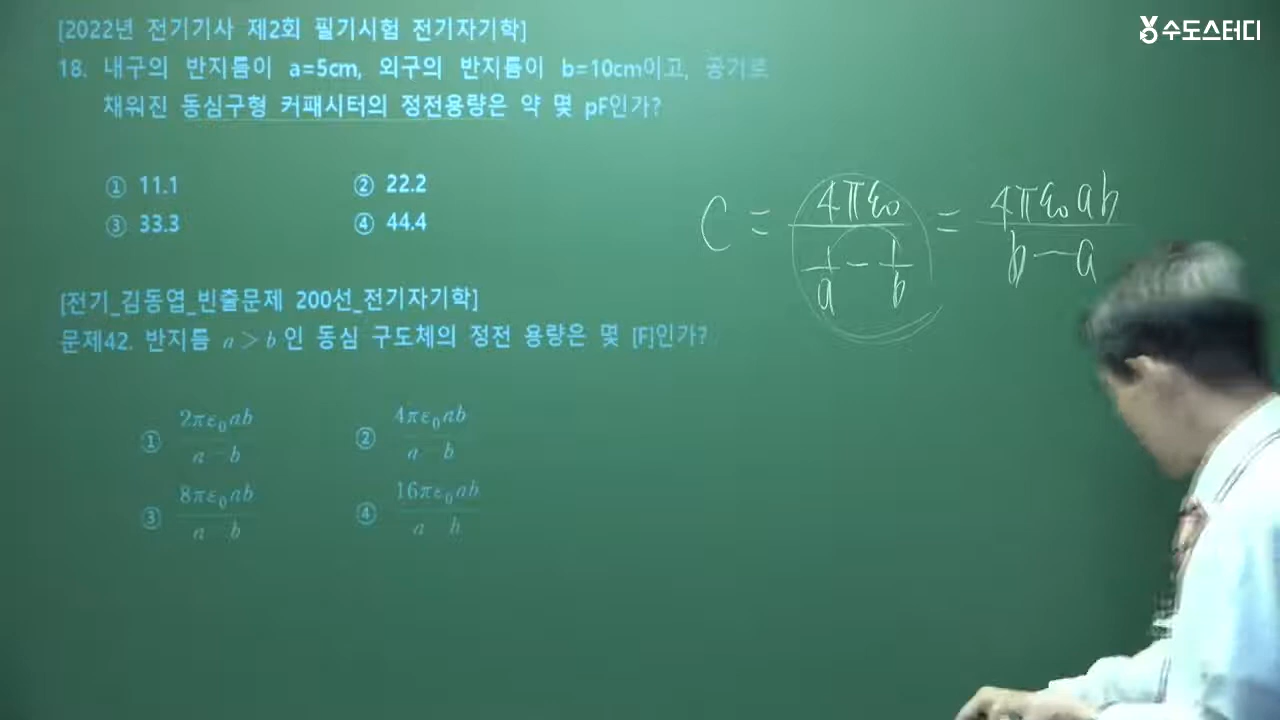 [2022년 전기기사 제2회 필기시험 전기자기학]
수도스터디
18. 내구의 반지름이 a=5cm, 외구의 반지름이 b=10cm이고, 공기로
채워진 동심구형 커패시터의 정전용량은 약 몇 pF인가?
① 11.1 ② 22.2
③ 33.3 ④ 44.4
C = 4πε₀ / (1/a - 1/b) = 4πε₀ab / (b-a)
[전기_김동엽_빈출문제 200선_전기자기학]
문제42. 반지름 a > b 인 동심 구도체의 정전 용량은 몇 [F]인가?
① 2πε₀ab / (a-b) ② 4πε₀ab / (a-b)
③ 8πε₀ab / (a-b) ④ 16πε₀ab / (a-b)